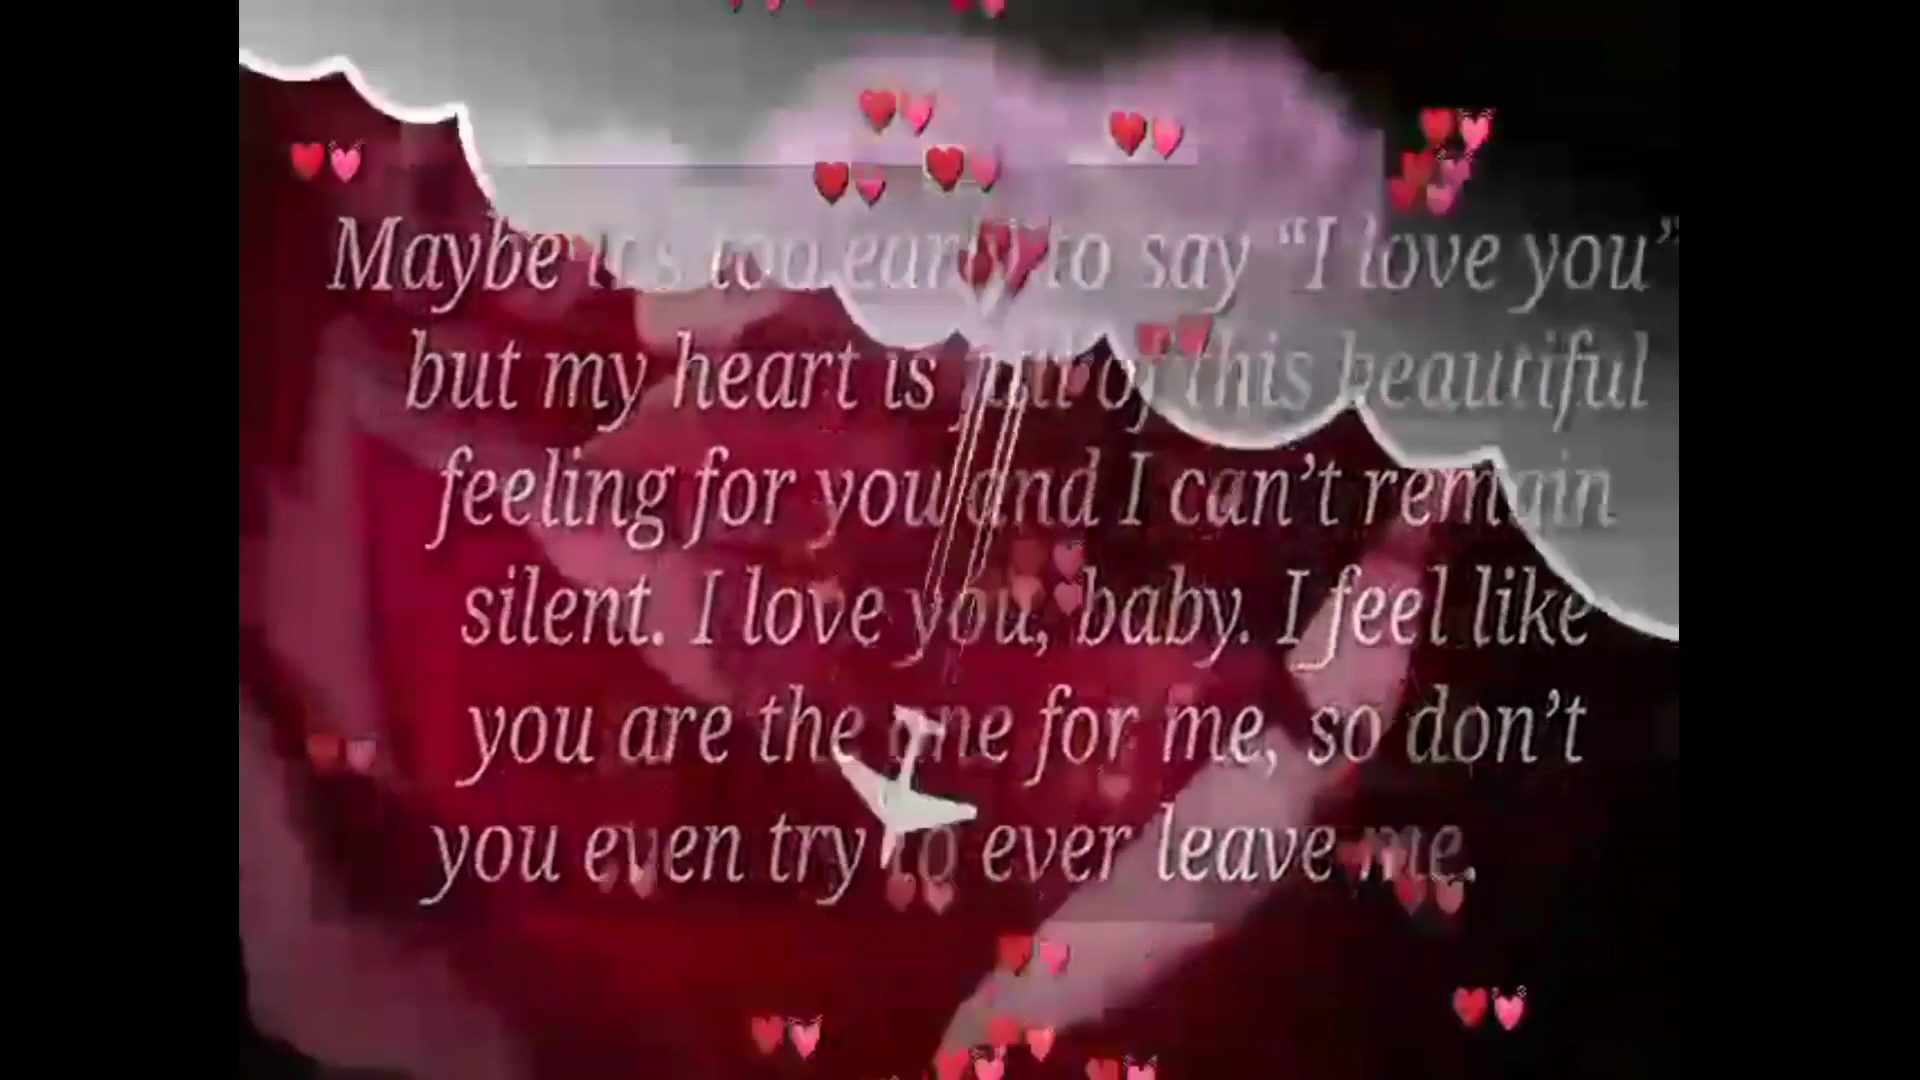 Maybe it's too early to say “I love you”
but my heart is full of this beautiful
feeling for you and I can’t remain
silent. I love you, baby. I feel like
you are the one for me, so don’t
you even try to ever leave me.